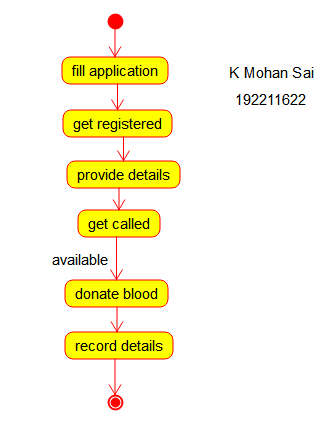 fill application
K Mohan Sai
192211622
get registered
provide details
get called
available
donate blood
record details